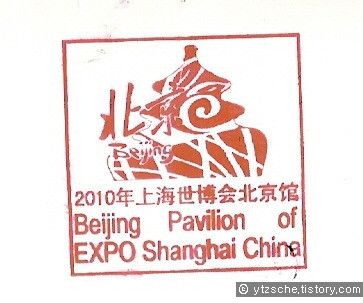 北京
Beijing
2010年上海世博会北京馆
Beijing Pavilion of
EXPO Shanghai China
© ytzsche.tistory.com